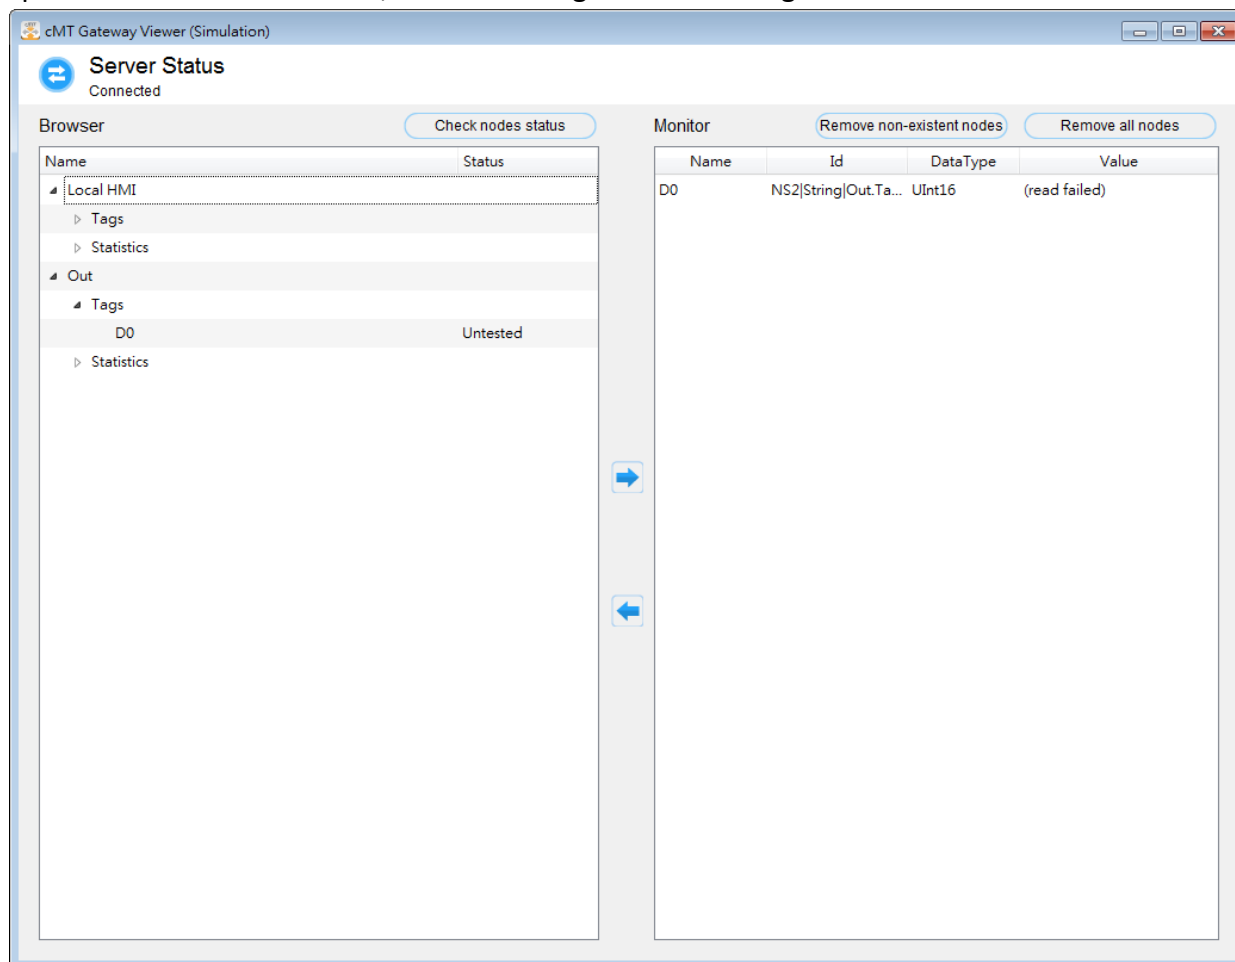 cMT Gateway Viewer (Simulation)
Server Status
Connected
Browser
Check nodes status
Name Status
Local HMI
Tags
Statistics
Out
Tags
D0 Untested
Statistics
Monitor
Remove non-existent nodes
Remove all nodes
Name Id DataType Value
D0 NS2|String|Out.Ta... UInt16 (read failed)